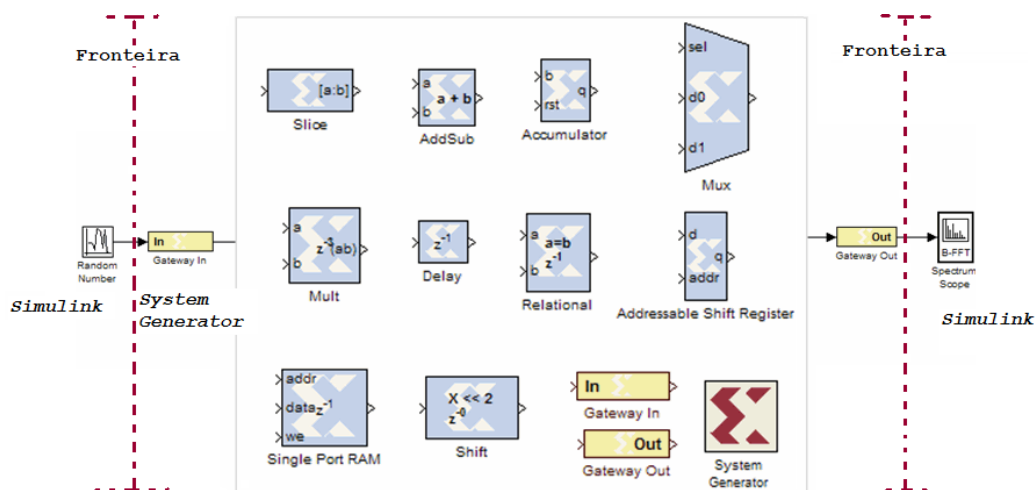 Fronteira
Fronteira
[a:b]
Slice
a
b
a + b
AddSub
b
rst
q
Accumulator
sel
d0
d1
Mux
Random
Number
In
Gateway In
a
b
(ab)
Mult
z-1
Delay
a
b
a=b
z-1
Relational
d
addr
q
Addressable Shift Register
Out
Gateway Out
B-FFT
Spectrum
Scope
Simulink
System
Generator
Simulink
addr
data
we
z-1
Single Port RAM
X << 2
z-0
Shift
In
Gateway In
Out
Gateway Out
System
Generator